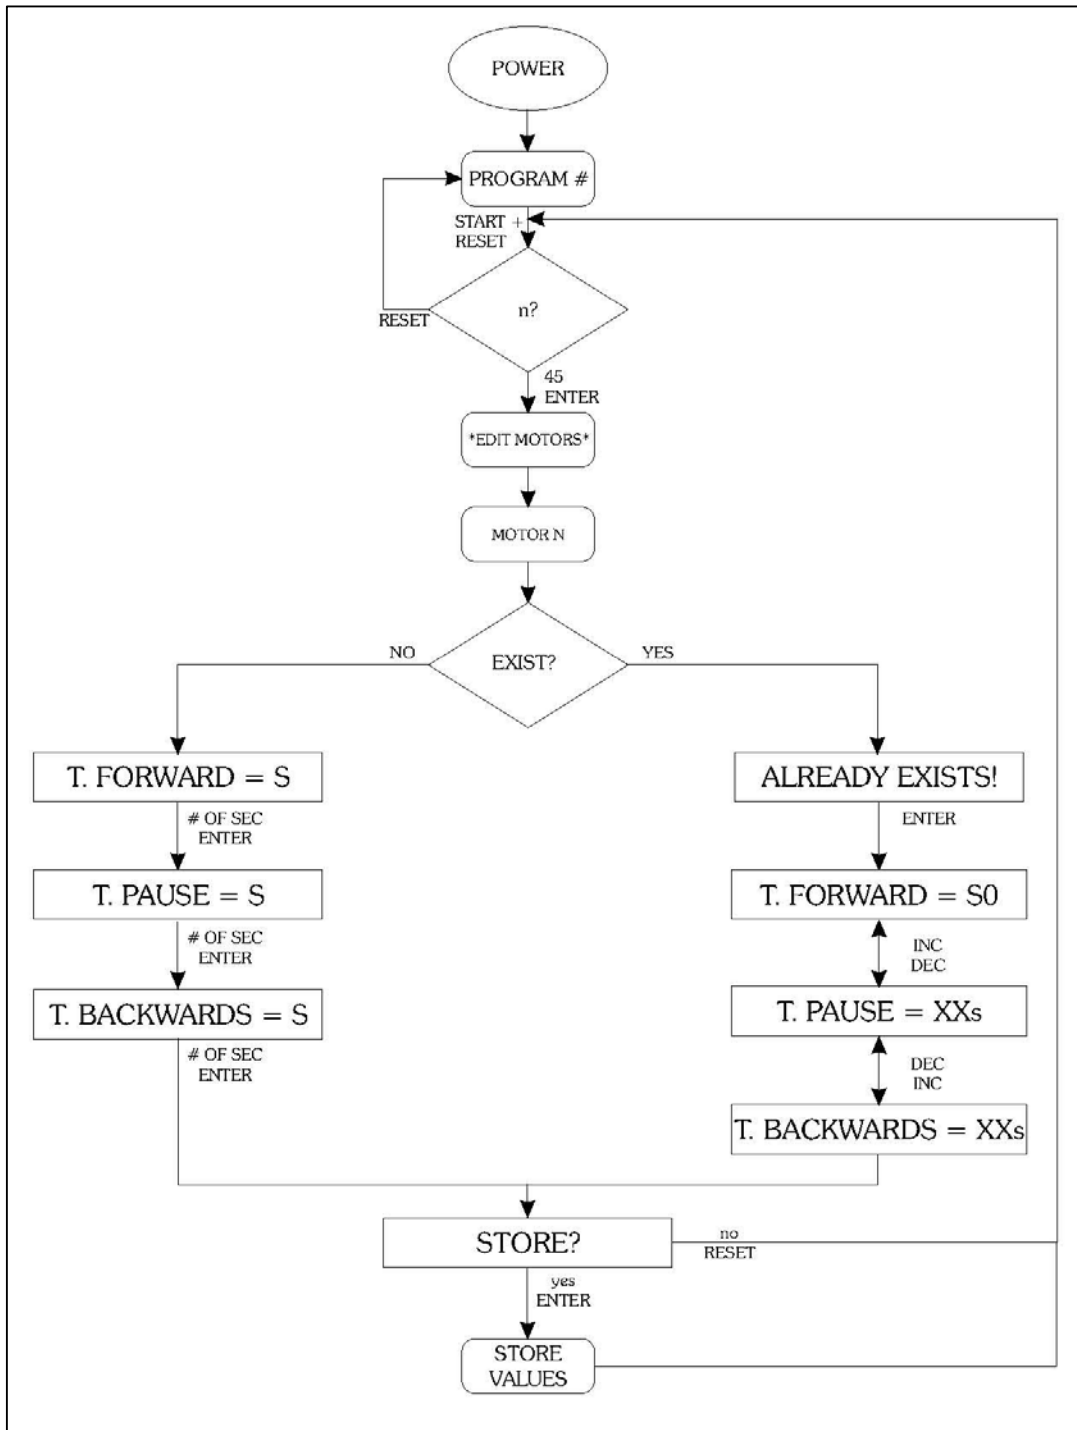 POWER
PROGRAM #
START +
RESET
n?
RESET
45
ENTER
*EDIT MOTORS*
MOTOR N
EXIST?
NO
YES
T. FORWARD = S
# OF SEC
ENTER
T. PAUSE = S
# OF SEC
ENTER
T. BACKWARDS = S
# OF SEC
ENTER
ALREADY EXISTS!
ENTER
T. FORWARD = S0
INC
DEC
T. PAUSE = XXs
DEC
INC
T. BACKWARDS = XXs
STORE?
no
RESET
yes
ENTER
STORE
VALUES